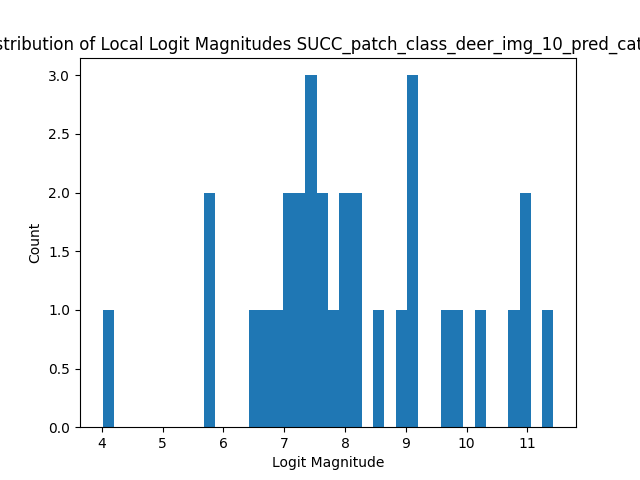 stribution of Local Logit Magnitudes SUCC_patch_class_deer_img_10_pred_cat
3.0
2.5
2.0
1.5
1.0
0.5
0.0
Count
4 5 6 7 8 9 10 11
Logit Magnitude